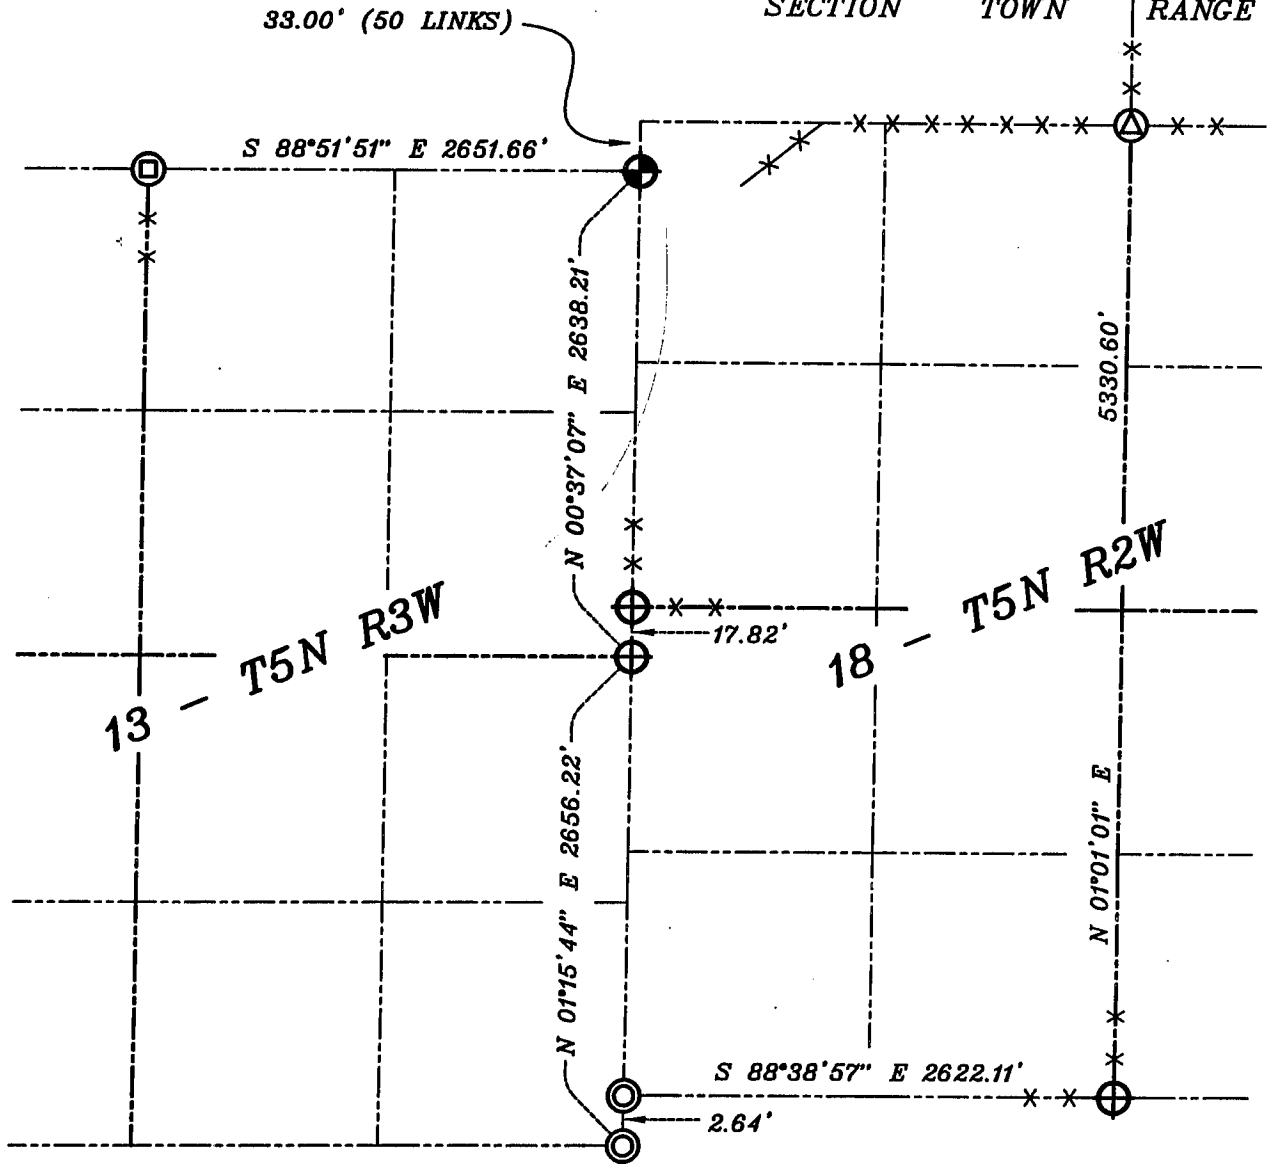 SECTION TOWN RANGE
33.00' (50 LINKS)
S 88°51'51" E 2651.66'
N 00°37'07" E 2638.21'
5330.60'
13 - T5N R3W
18 - T5N R2W
17.82'
N 01°15'44" E 2656.22'
N 01°01'01" E
S 88°38'57" E 2622.11'
2.64'